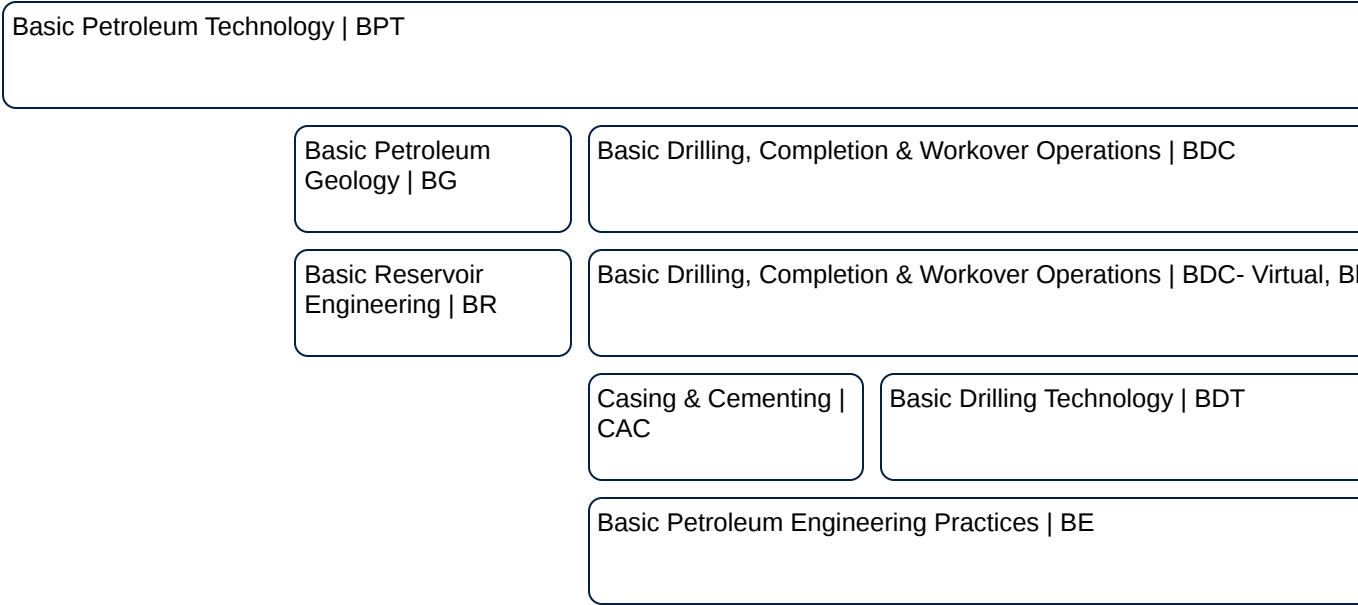 Basic Petroleum Technology | BPT
Basic Petroleum
Geology | BG
Basic Drilling, Completion & Workover Operations | BDC
Basic Reservoir
Engineering | BR
Basic Drilling, Completion & Workover Operations | BDC- Virtual,
Casing & Cementing |
CAC
Basic Drilling Technology | BDT
Basic Petroleum Engineering Practices | BE